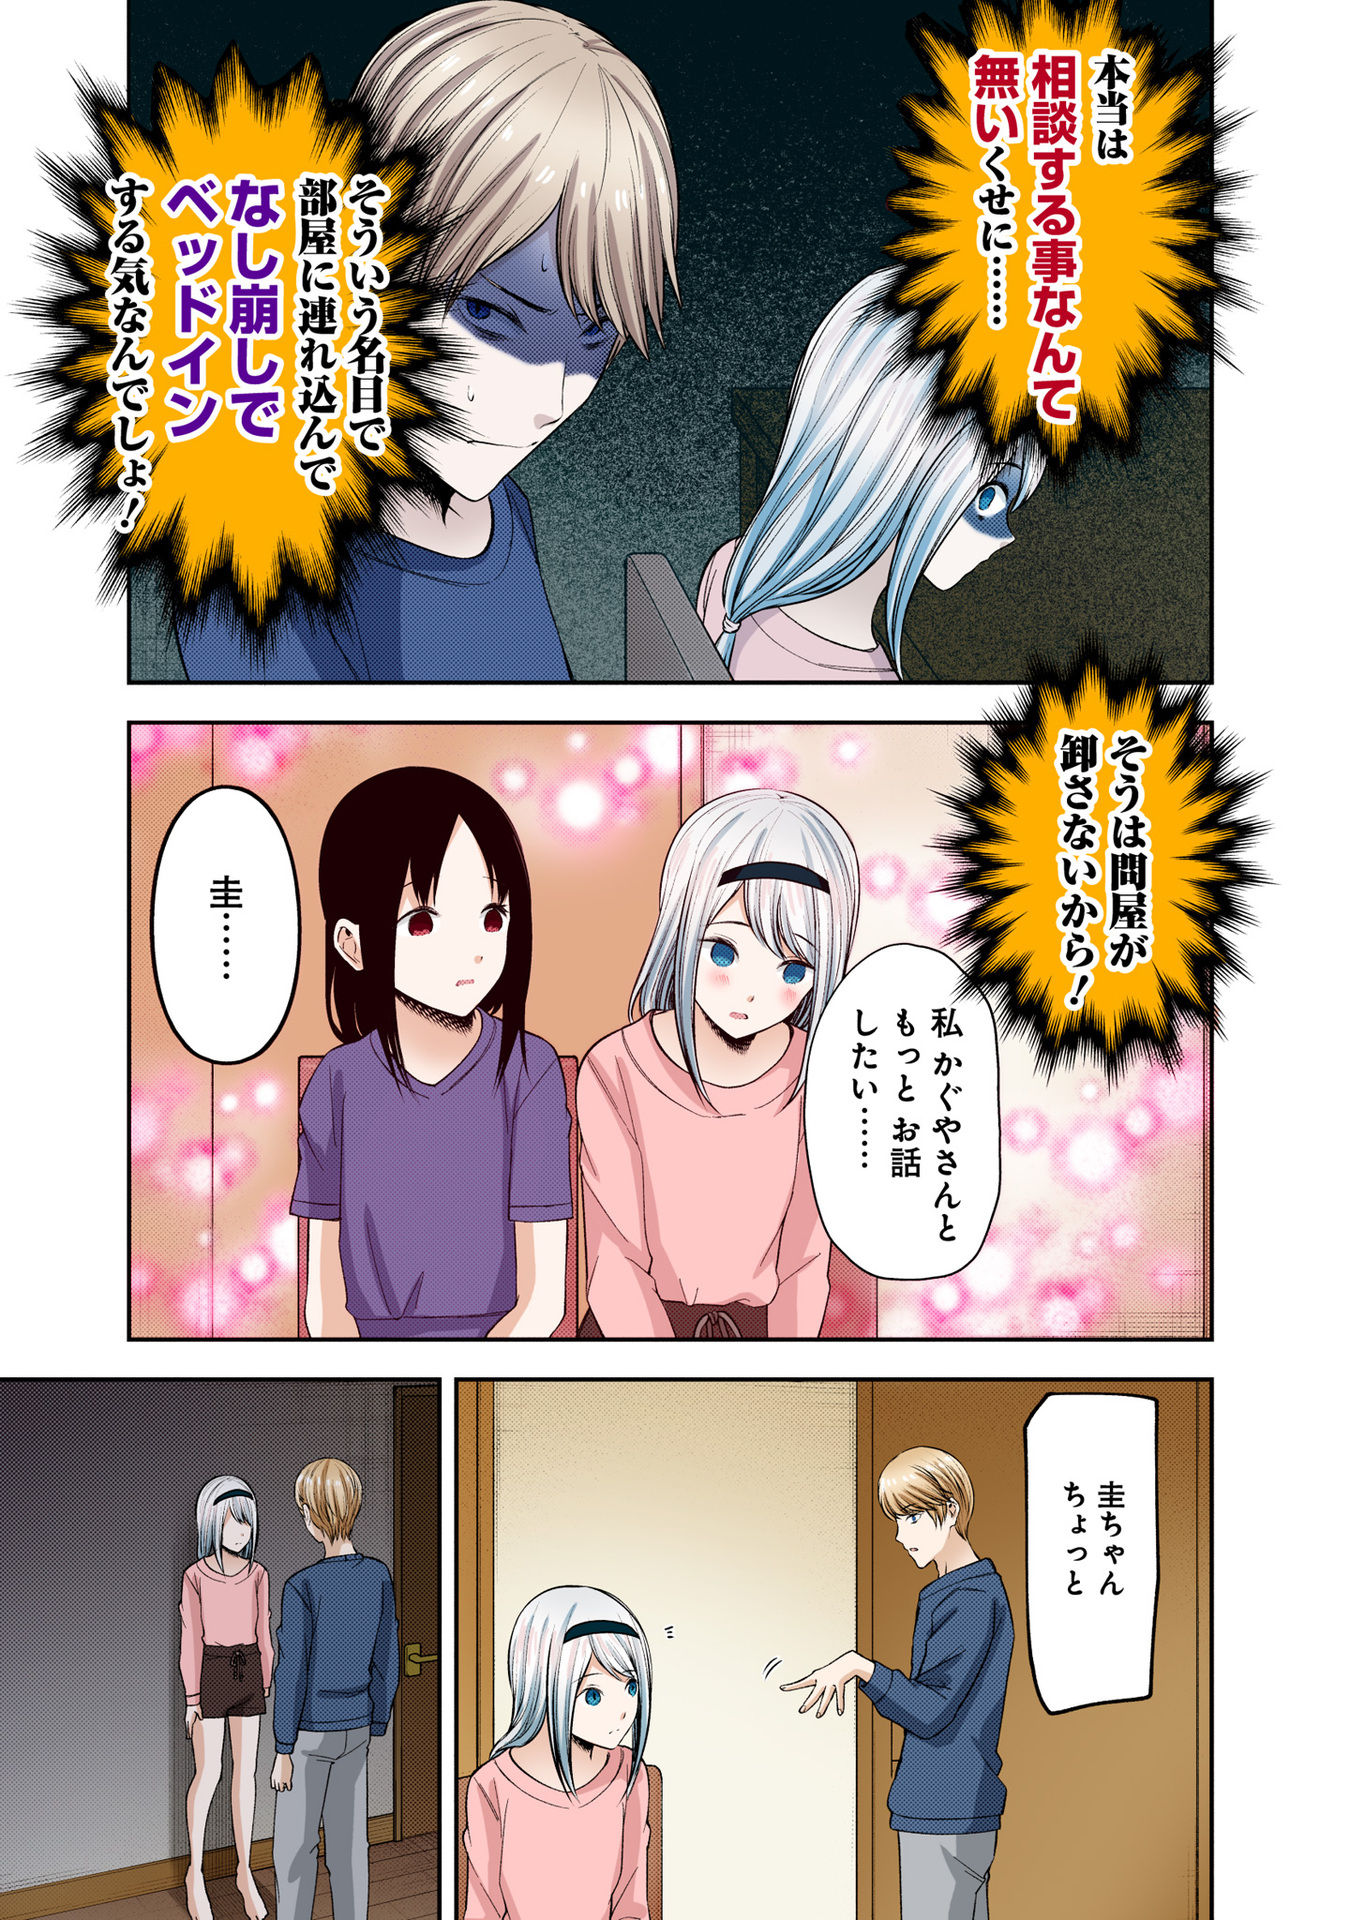 本当は
相談する事なんて
無いくせに……
そういう名目で
部屋に連れ込んで
なし崩しで
ベッドイン
する気なんでしょ！
そうは問屋が
卸さないから！
私 かぐやさんと
もっと お話
したい……
圭……
圭ちゃん
ちょっと